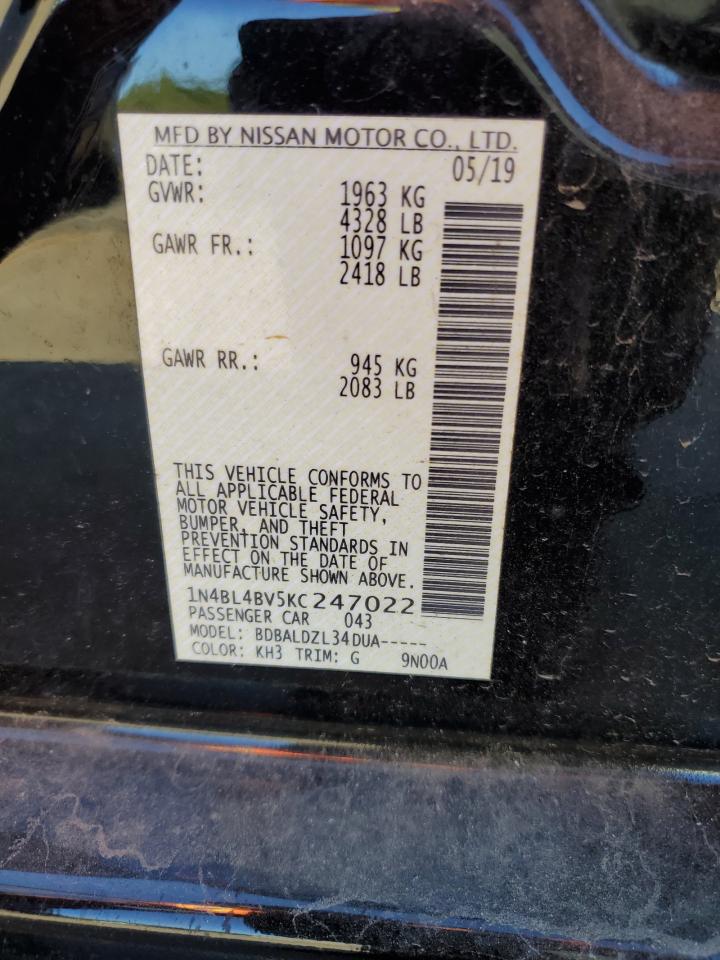 MFD BY NISSAN MOTOR CO., LTD.
DATE: 05/19
GVWR: 1963 KG
4328 LB
GAWR FR.: 1097 KG
2418 LB
GAWR RR.: 945 KG
2083 LB
THIS VEHICLE CONFORMS TO
ALL APPLICABLE FEDERAL
MOTOR VEHICLE SAFETY,
BUMPER, AND THEFT
PREVENTION STANDARDS IN
EFFECT ON THE DATE OF
MANUFACTURE SHOWN ABOVE.
1N4BL4BV5KC247022
PASSENGER CAR 043
MODEL: BDBALDZL34DUA-----
COLOR: KH3 TRIM: G 9N00A